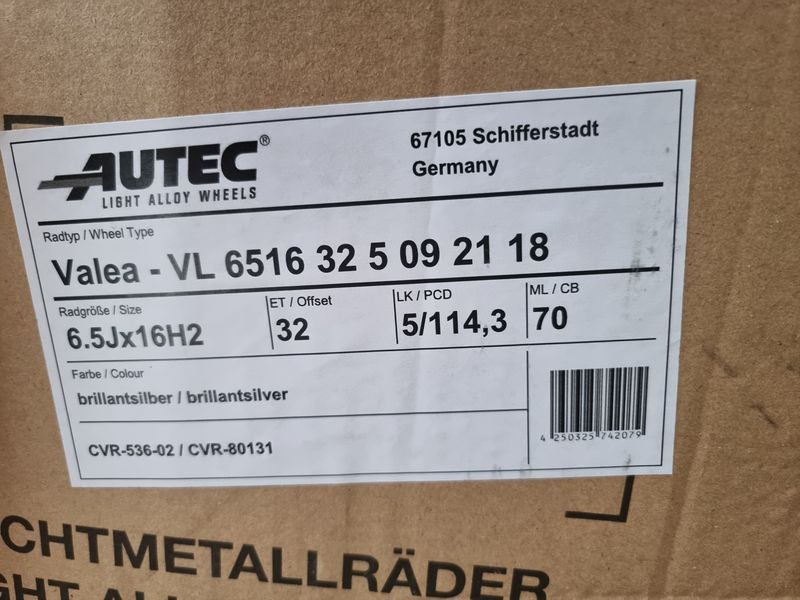 AUTEC®
LIGHT ALLOY WHEELS
67105 Schifferstadt
Germany
Radtyp / Wheel Type
Valea - VL 6516 32 5 09 21 18
Radgröße / Size
6.5Jx16H2
ET / Offset
32
LK / PCD
5/114,3
ML / CB
70
Farbe / Colour
brillantsilber / brillantsilver
CVR-536-02 / CVR-80131
4 250325 742079
CHTMETALLRÄDER